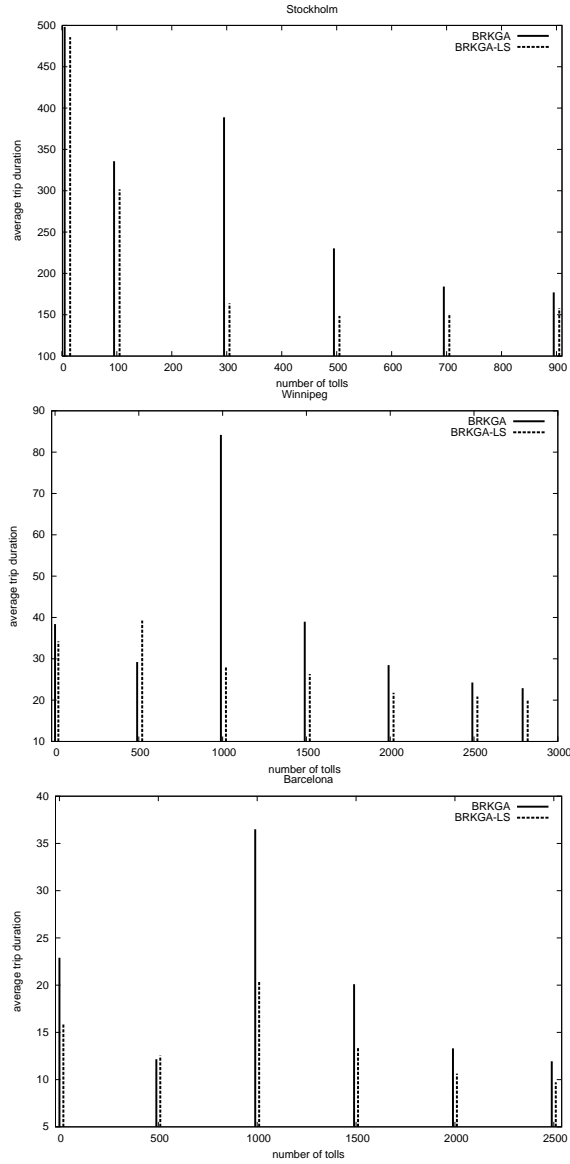 Stockholm
500
450
400
350
300
250
200
150
100
average trip duration
BRKGA
BRKGA-LS
0 100 200 300 400 500 600 700 800 900
number of tolls
Winnipeg
90
80
70
60
50
40
30
20
10
average trip duration
BRKGA
BRKGA-LS
0 500 1000 1500 2000 2500 3000
number of tolls
Barcelona
40
35
30
25
20
15
10
5
average trip duration
BRKGA
BRKGA-LS
0 500 1000 1500 2000 2500
number of tolls